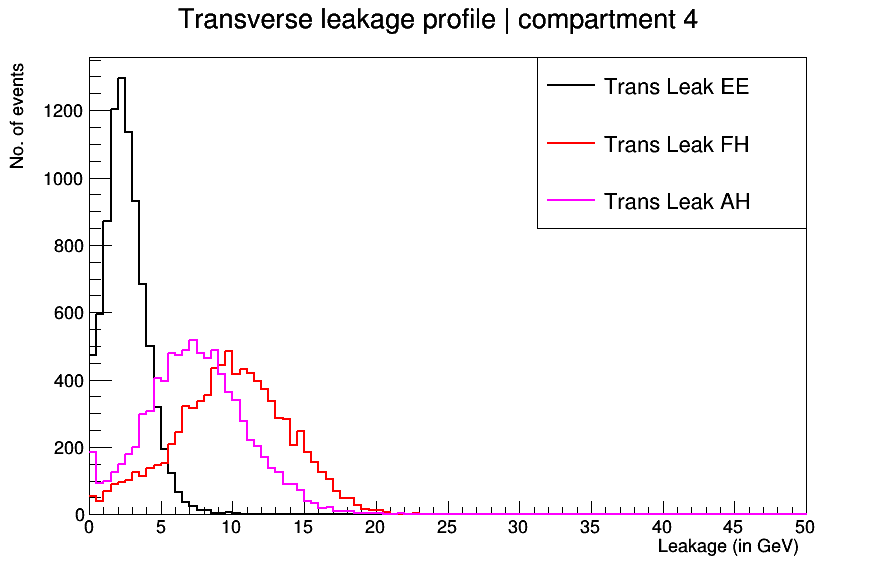 Transverse leakage profile | compartment 4
No. of events
1200
1000
800
600
400
200
0
Trans Leak EE
Trans Leak FH
Trans Leak AH
0 5 10 15 20 25 30 35 40 45 50
Leakage (in GeV)